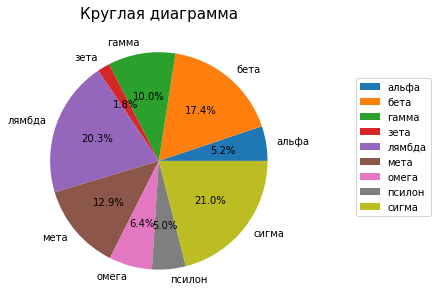 Круглая диаграмма
гамма
зета
бета
10.0%
1.8%
17.4%
лямбда
20.3%
альфа
5.2%
12.9%
21.0%
6.4%
5.0%
мета
сигма
омега
псилон
альфа
бета
гамма
зета
лямбда
мета
омега
псилон
сигма